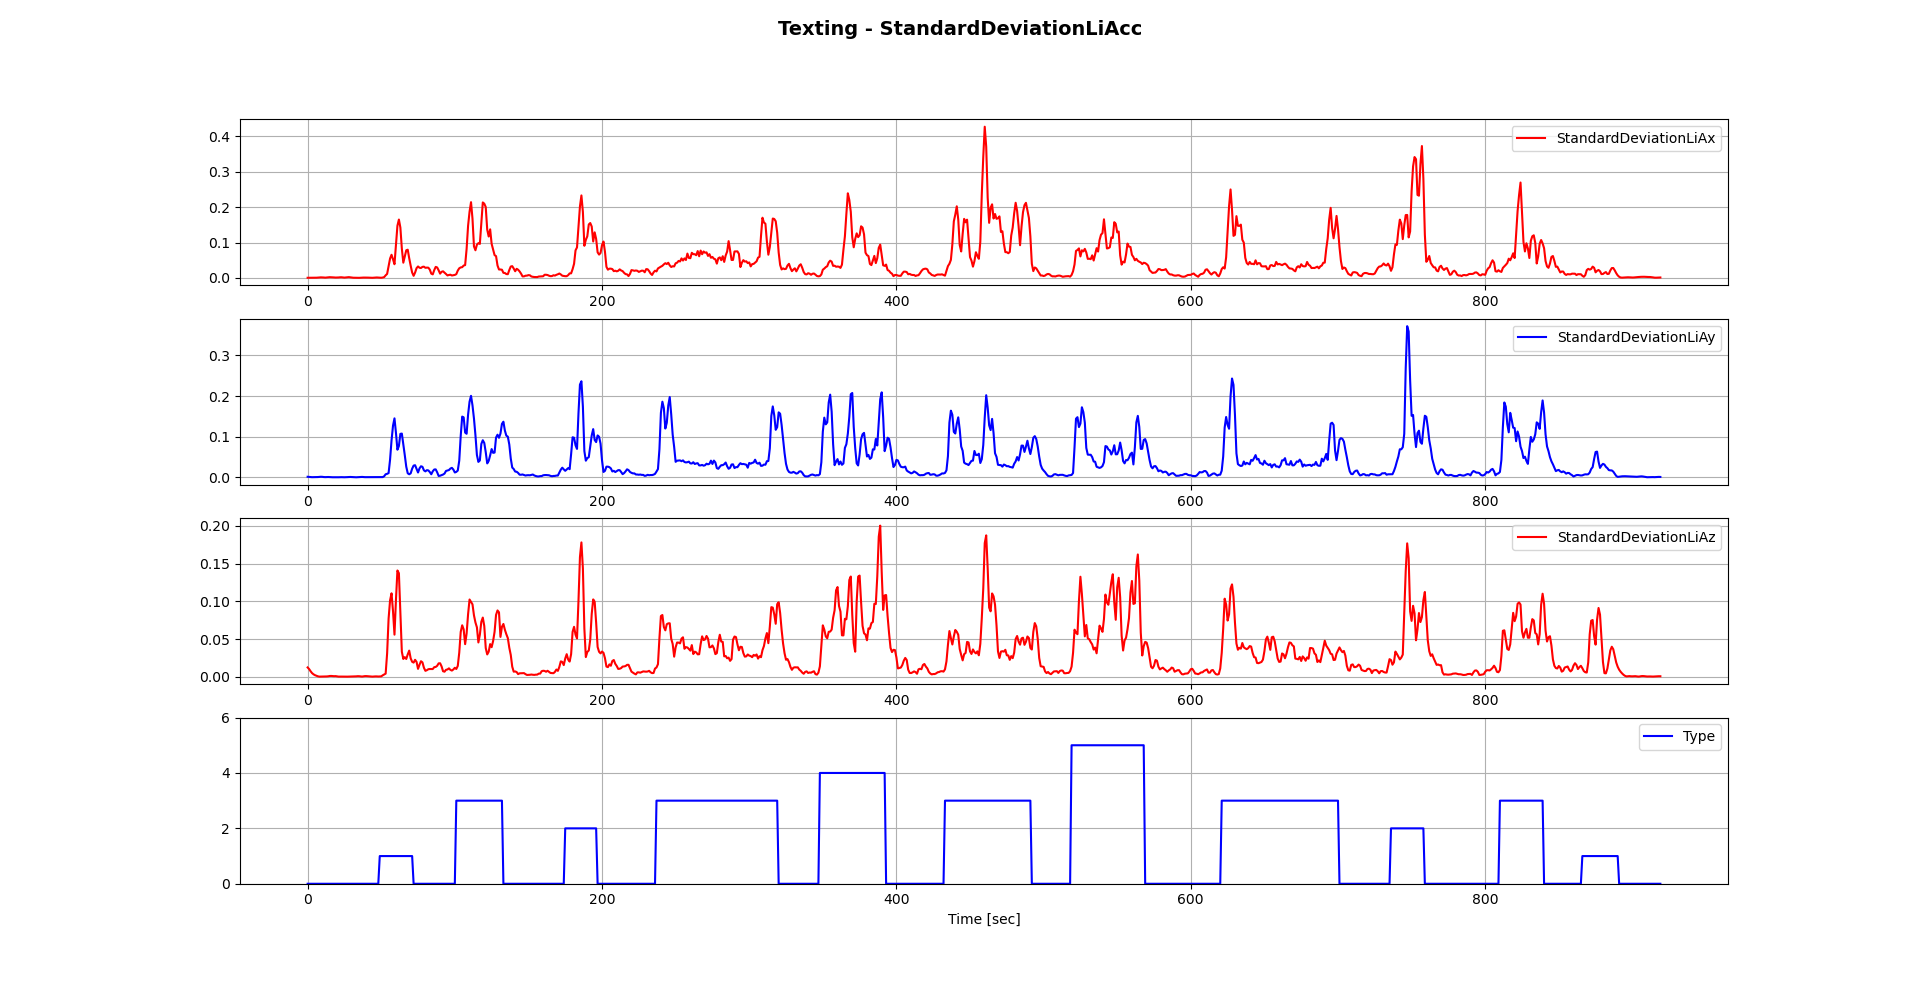 Texting - StandardDeviationLiAcc
StandardDeviationLiAx
0.4
0.3
0.2
0.1
0.0
0 200 400 600 800
StandardDeviationLiAy
0.3
0.2
0.1
0.0
0 200 400 600 800
StandardDeviationLiAz
0.20
0.15
0.10
0.05
0.00
0 200 400 600 800
Type
6
4
2
0
0 200 400 600 800
Time [sec]